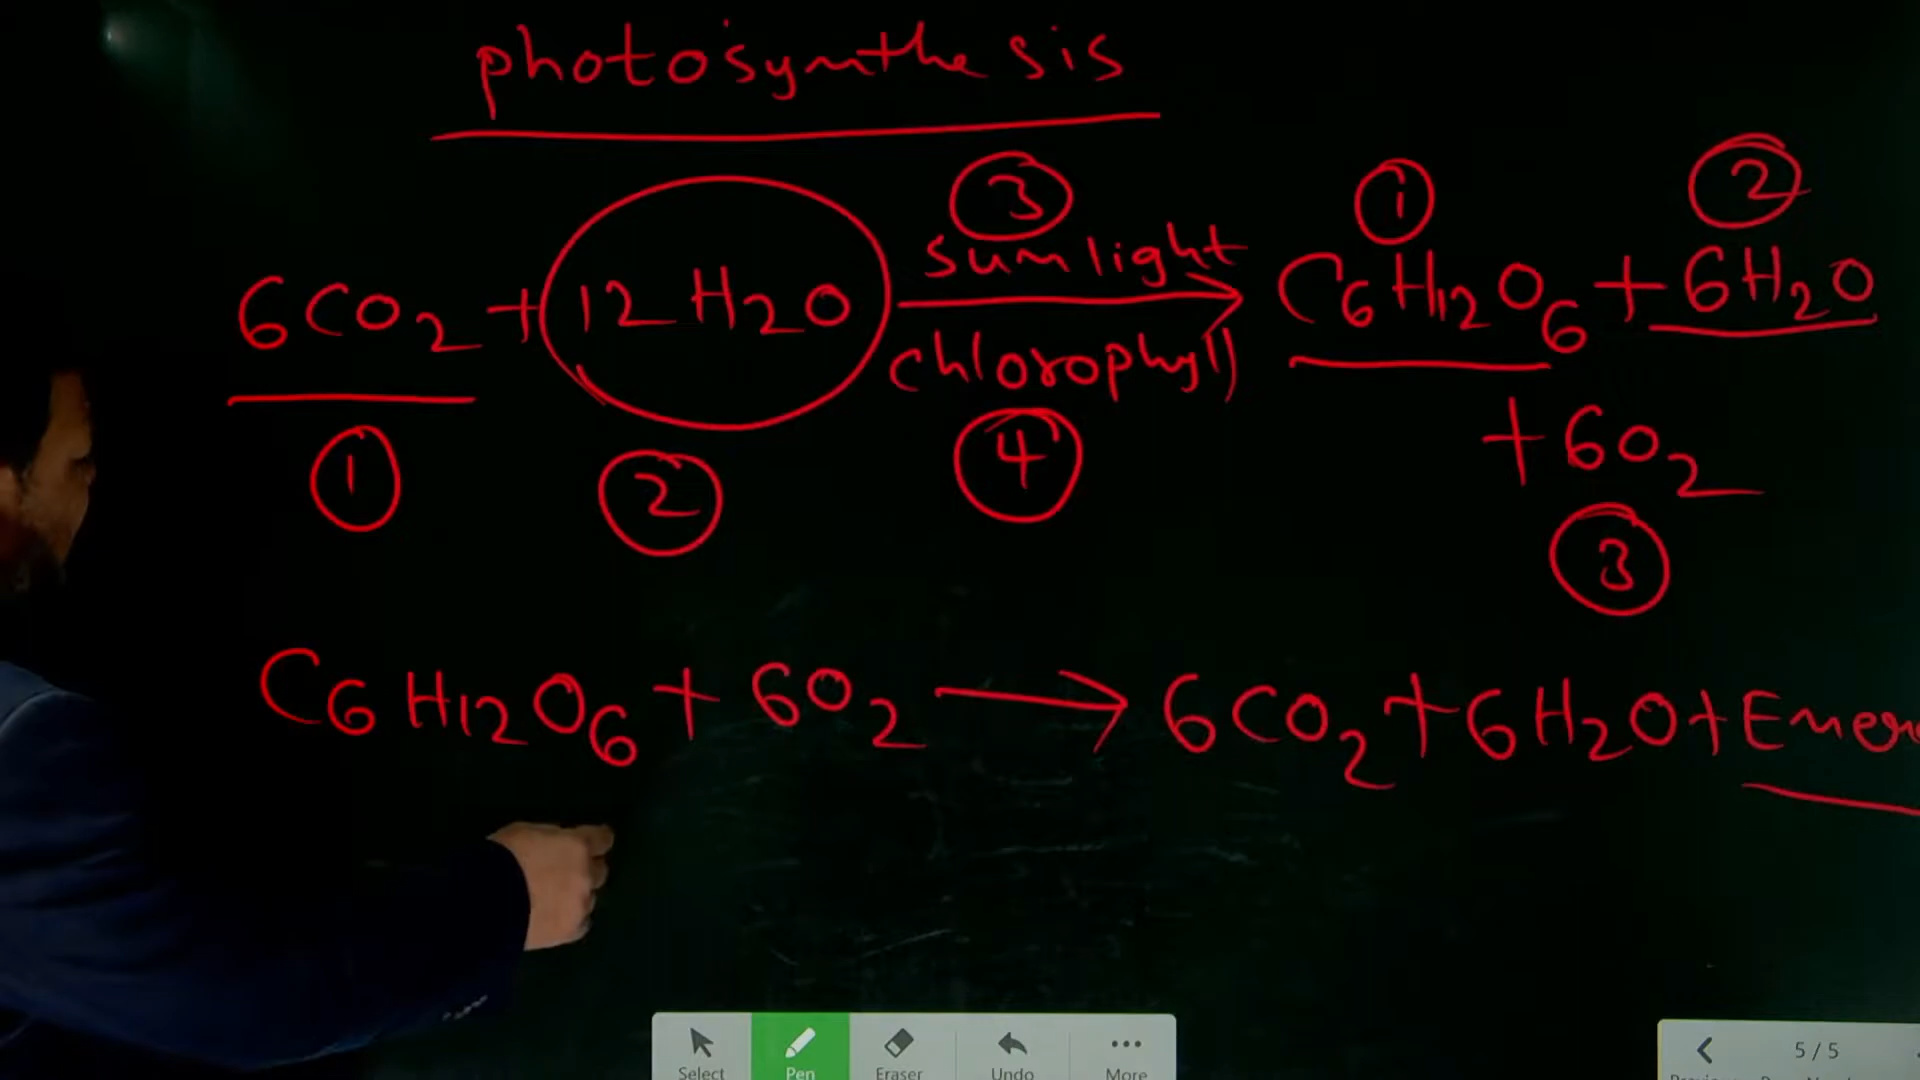 photosynthesis
③ ① ②
sunlight
6CO2 + 12H2O → C6H12O6 + 6H2O
chlorophyll
+ 6O2
① ② ④ ③
C6H12O6 + 6O2 → 6CO2 + 6H2O + Ener
Select Pen Eraser Undo ••• More
5 / 5